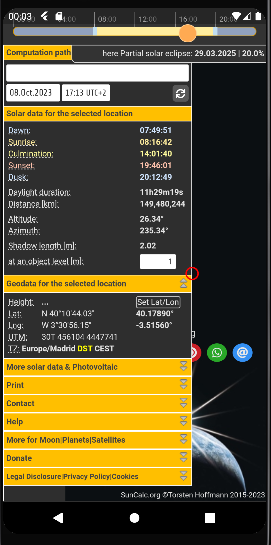 00:03
04:00 08:00 12:00 16:00 20:00
Computation path here Partial solar eclipse: 29.03.2025 | 20.0%
08.Oct.2023 17:13 UTC+2
Solar data for the selected location
Dawn: 07:49:51
Sunrise: 08:16:42
Culmination: 14:01:40
Sunset: 19:46:01
Dusk: 20:12:49
Daylight duration: 11h29m19s
Distance [km]: 149,480,244
Altitude: 26.34°
Azimuth: 235.34°
Shadow length [m]: 2.02
at an object level [m]: 1
Geodata for the selected location
Height: ... Set Lat/Lon
Lat: N 40°10'44.03" 40.17890°
Lng: W 3°30'56.15" -3.51560°
UTM: 30T 456104 4447741
TZ: Europe/Madrid DST CEST
More solar data & Photovoltaic
Print
Contact
Help
More for Moon|Planets|Satellites
Donate
Legal Disclosure|Privacy Policy|Cookies
SunCalc.org ©Torsten Hoffmann 2015-2023